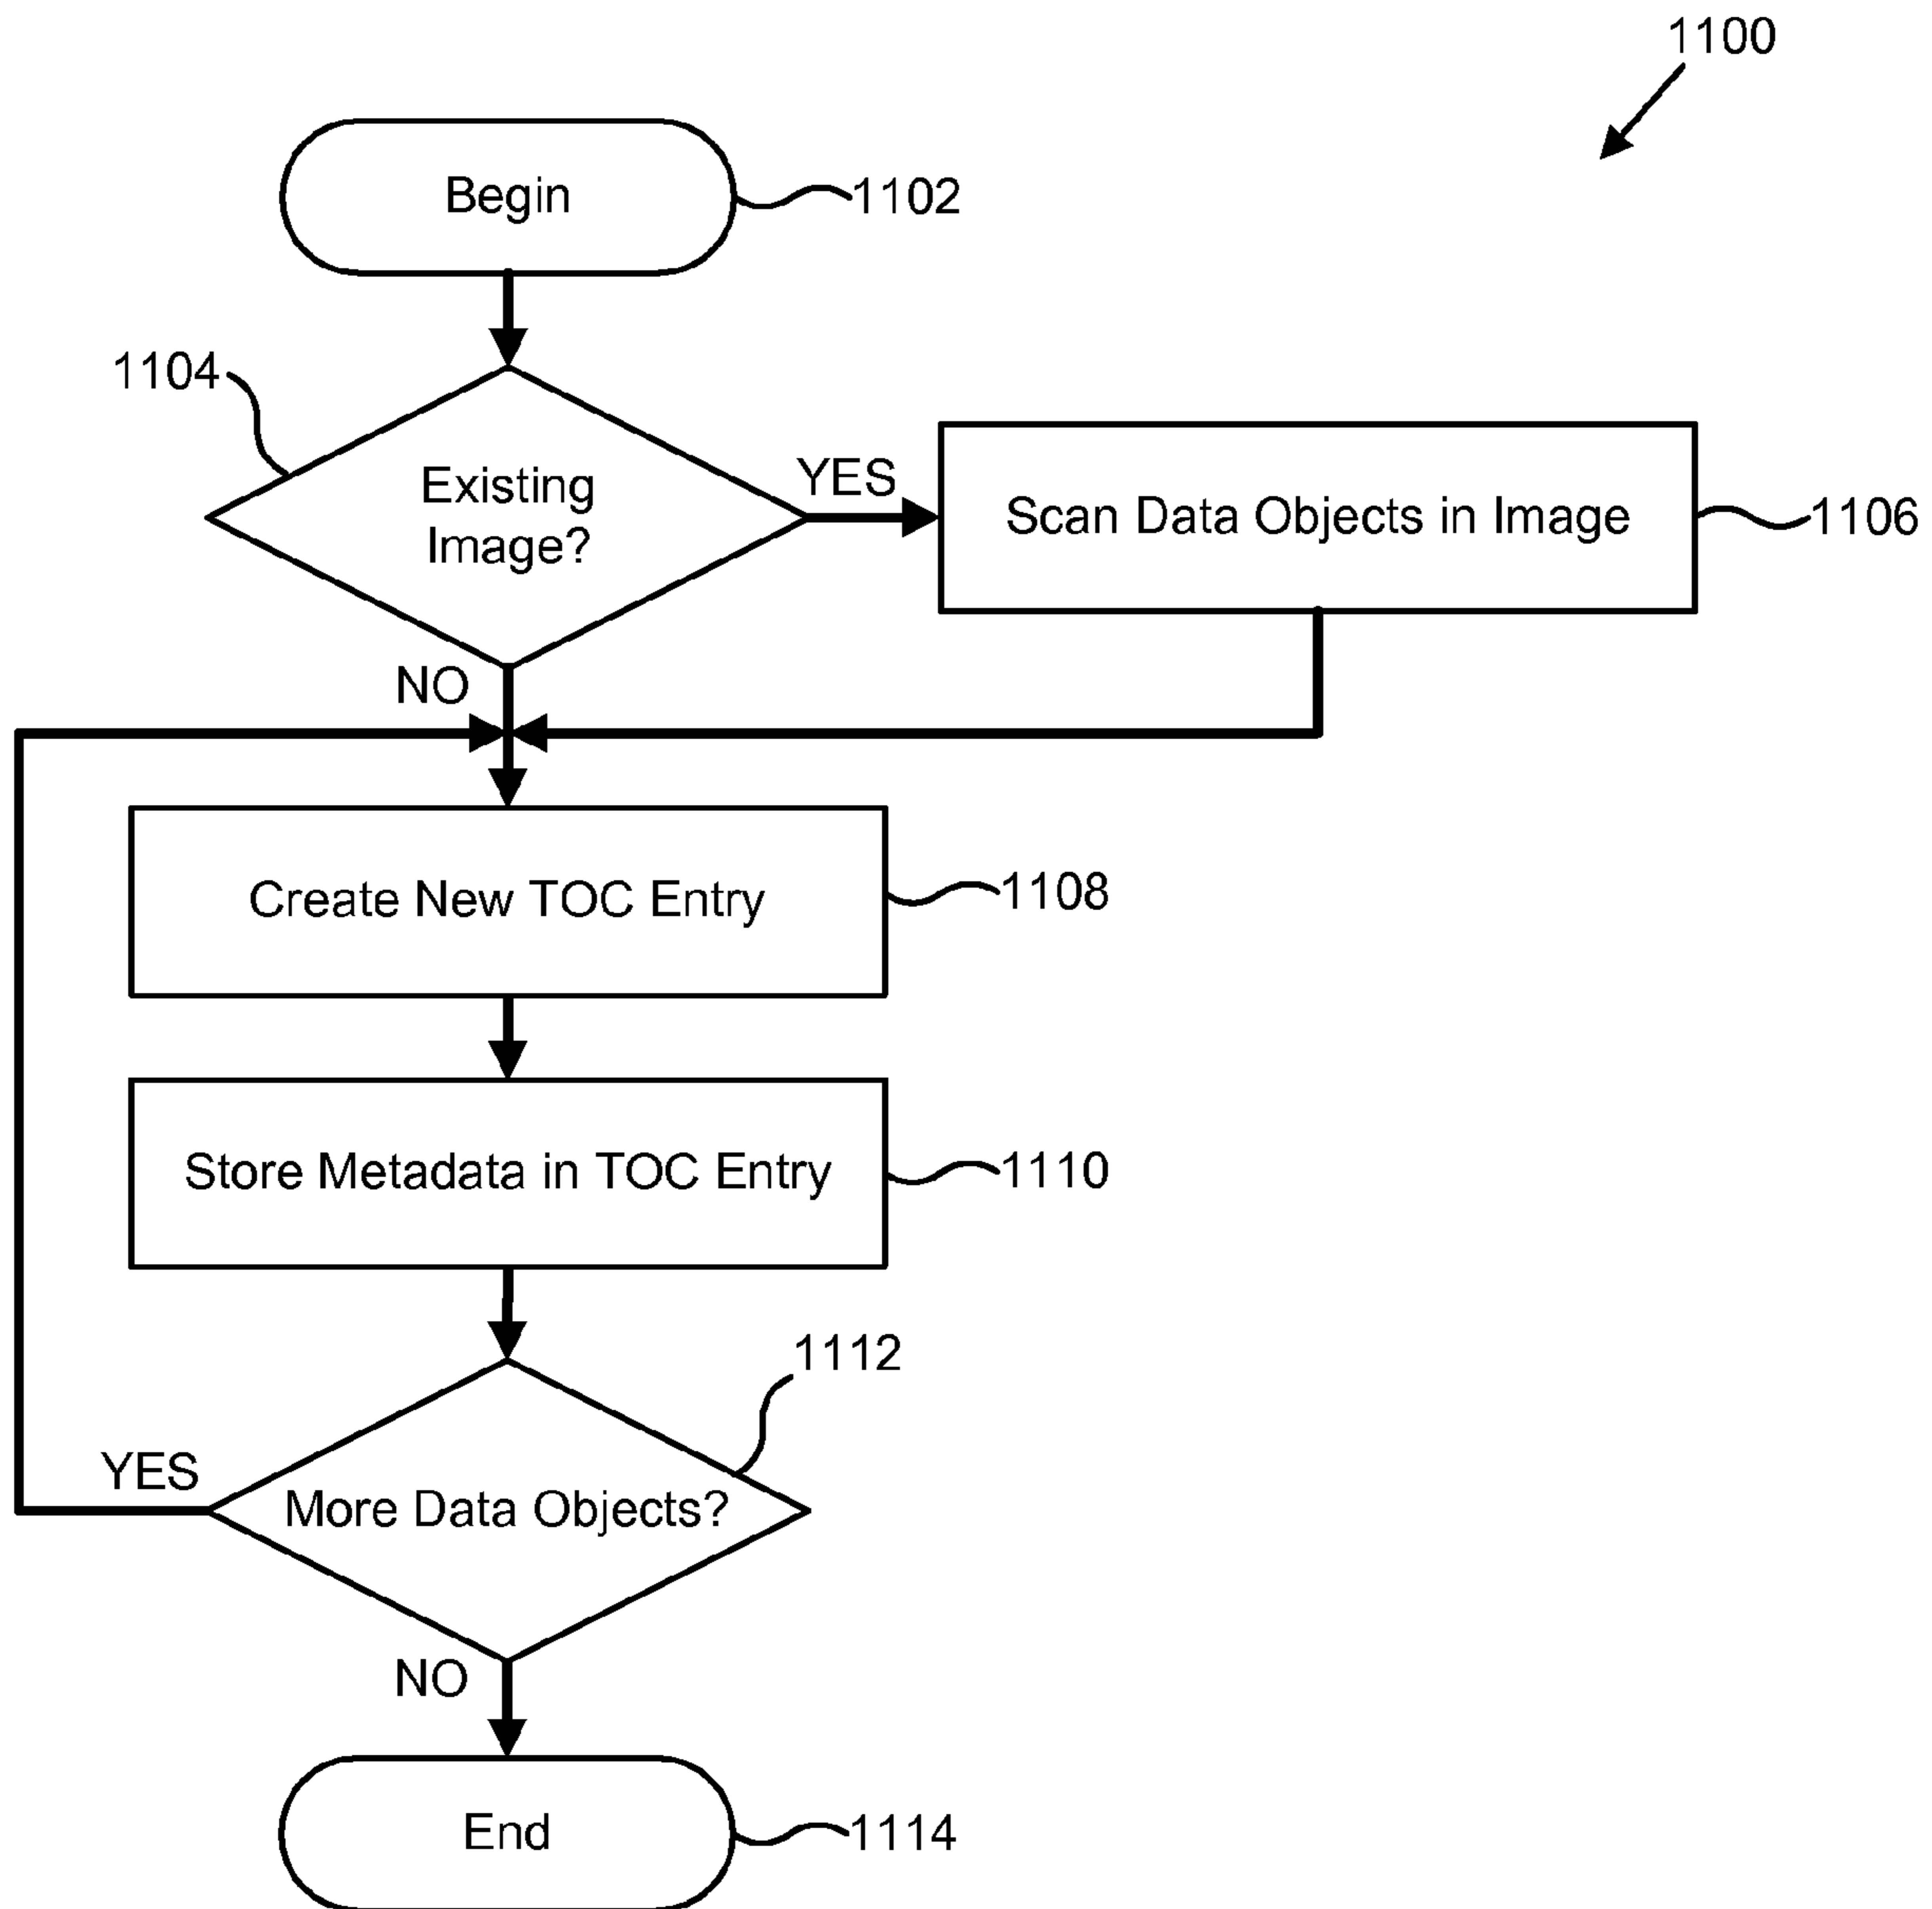 1100
Begin
1102
1104
Existing
Image?
YES
Scan Data Objects in Image
1106
NO
Create New TOC Entry
1108
Store Metadata in TOC Entry
1110
1112
YES
More Data Objects?
NO
End
1114